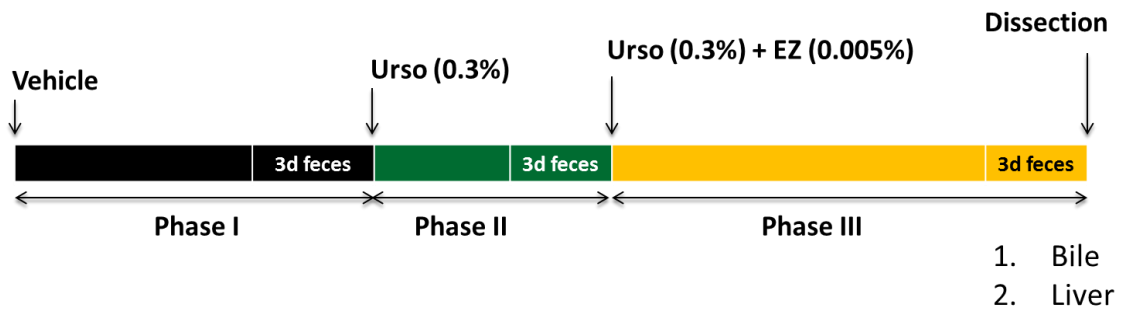 Dissection
Urso (0.3%) + EZ (0.005%)
Urso (0.3%)
Vehicle
3d feces
3d feces
3d feces
Phase I
Phase II
Phase III
1. Bile
2. Liver